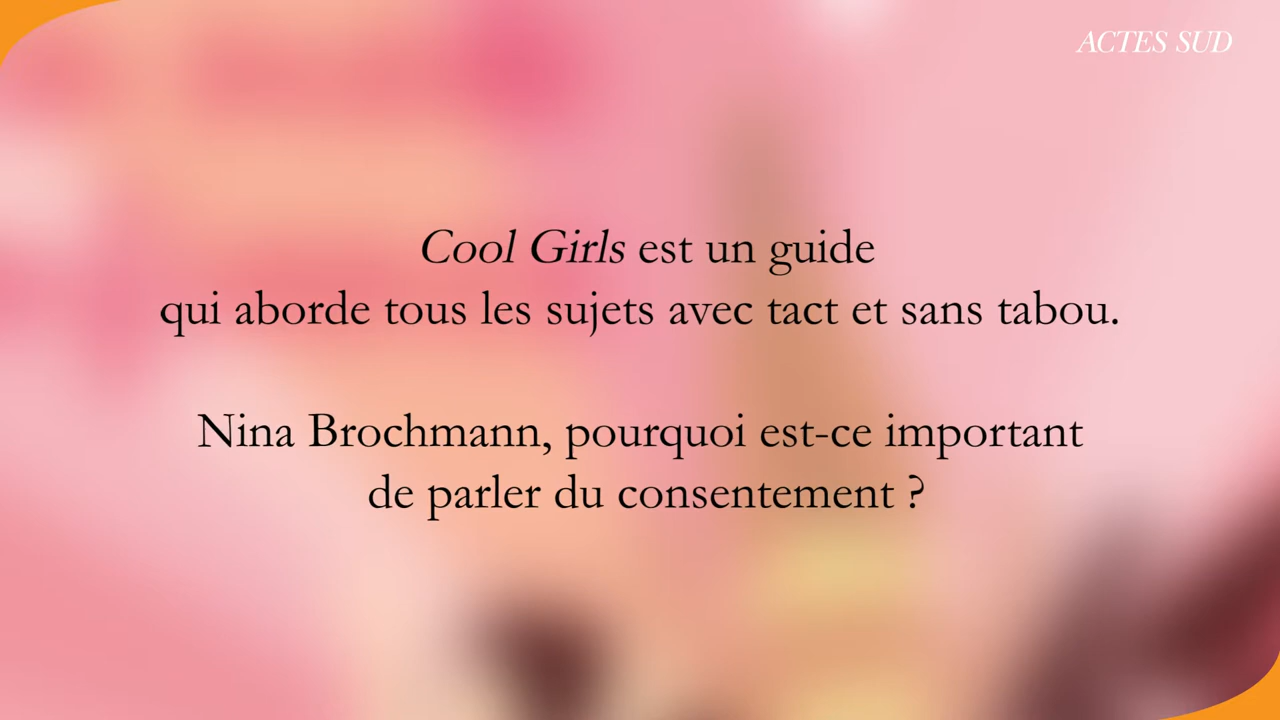 ACTES SUD
Cool Girls est un guide
qui aborde tous les sujets avec tact et sans tabou.
Nina Brochmann, pourquoi est-ce important
de parler du consentement ?